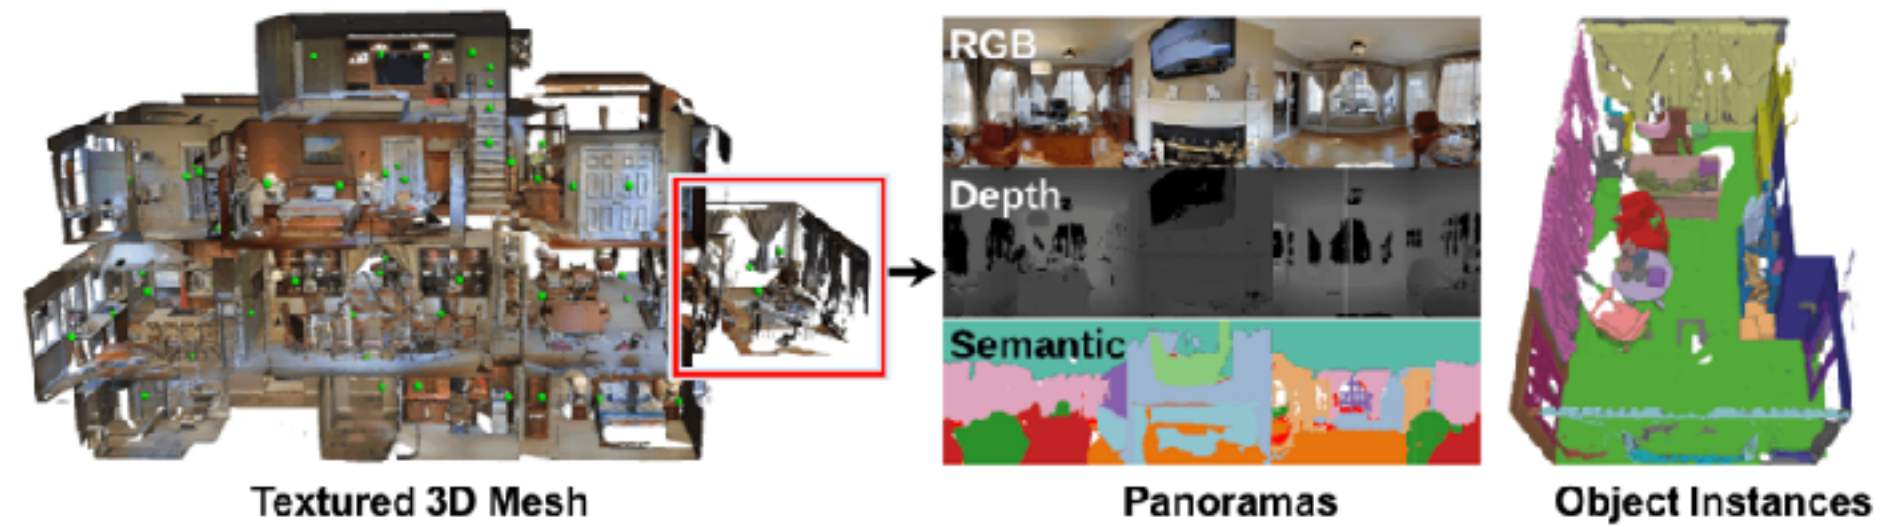 RGB
Depth
Semantic
Textured 3D Mesh
Panoramas
Object Instances